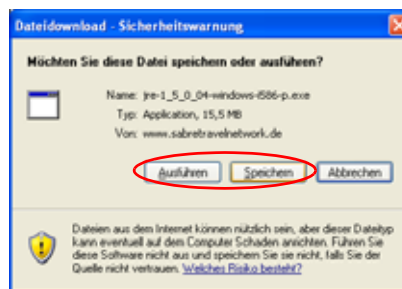 Dateidownload - Sicherheitswarnung
Möchten Sie diese Datei speichern oder ausführen?
Name: jre-1_5_0_04-windows-i586-p.exe
Typ: Application, 15,5 MB
Von: www.sabretravelnetwork.de
Ausführen Speichern Abbrechen
Dateien aus dem Internet können nützlich sein, aber dieser Dateityp
kann eventuell auf dem Computer Schaden anrichten. Führen Sie
diese Software nicht aus und speichern Sie sie nicht, falls Sie der
Quelle nicht vertrauen. Welches Risiko besteht?